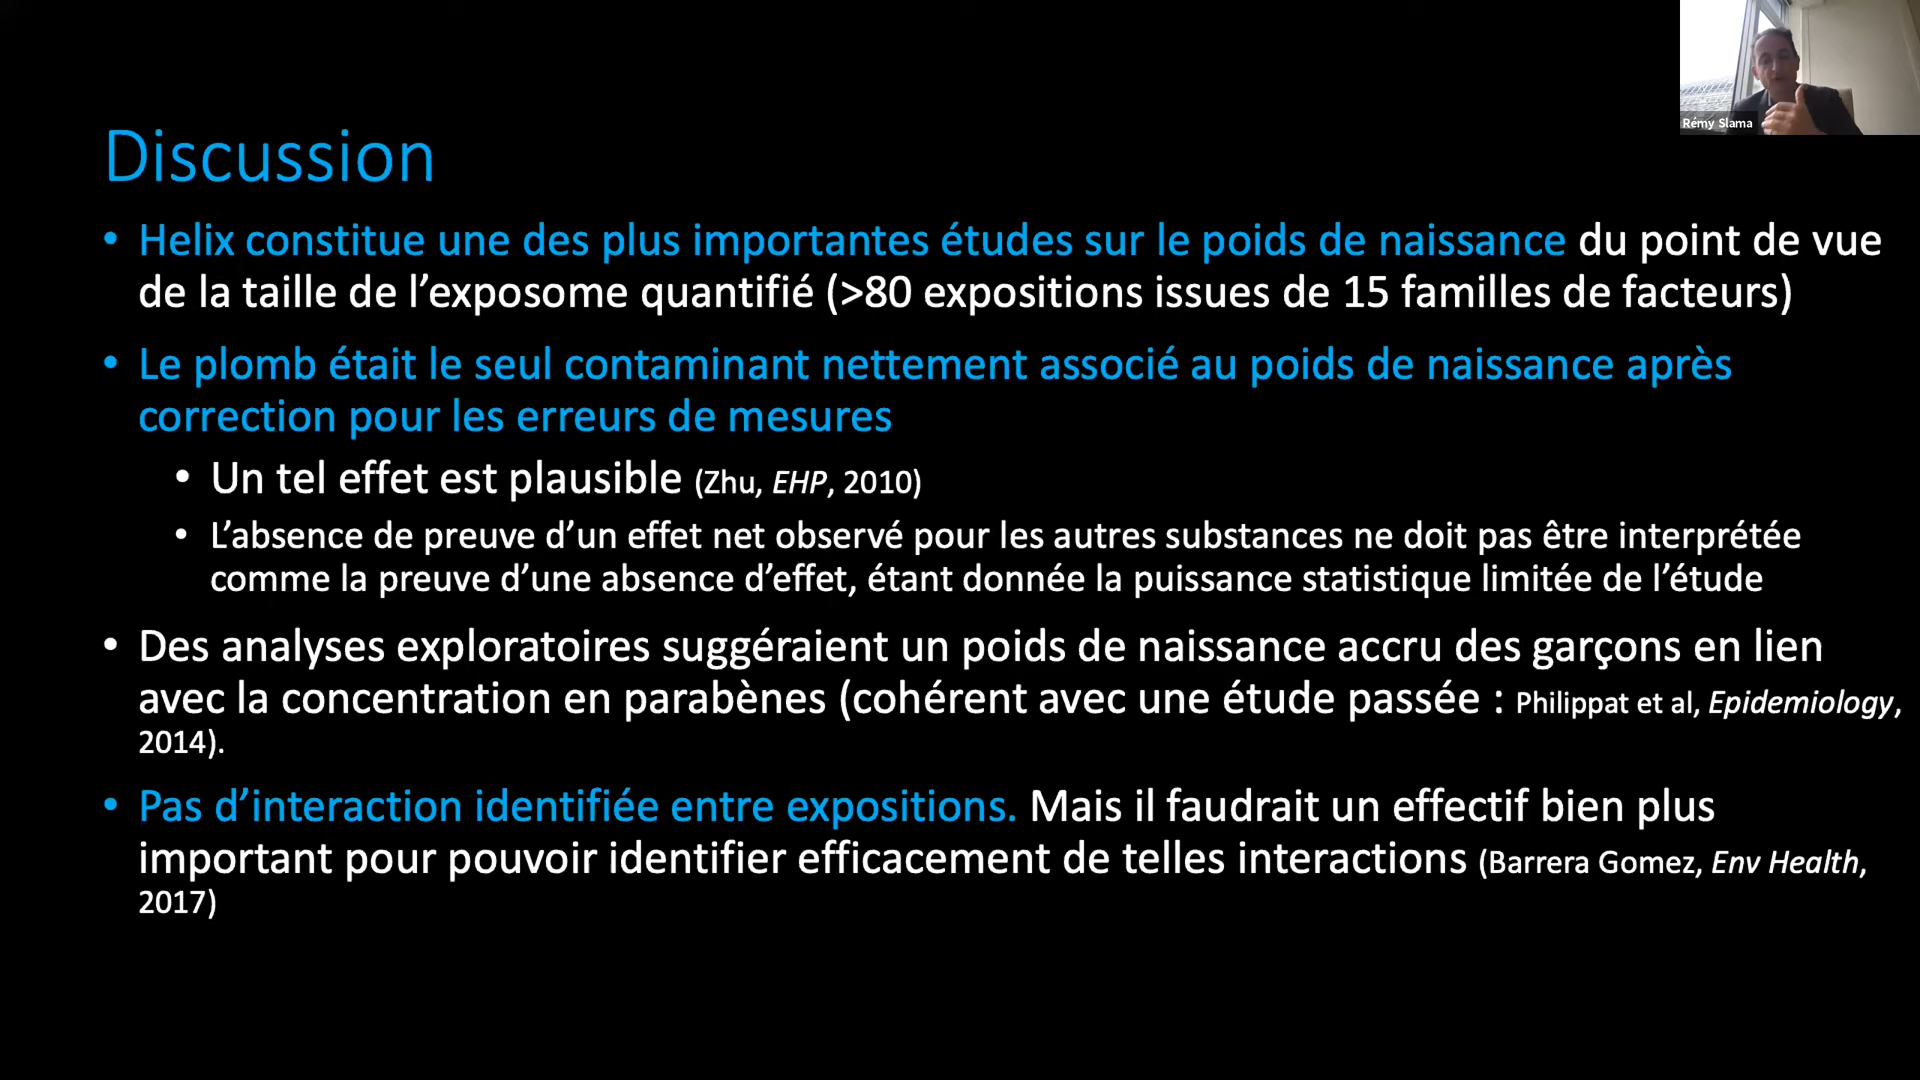 Rémy Slama
Discussion
• Helix constitue une des plus importantes études sur le poids de naissance du point de vue
de la taille de l’exposome quantifié (>80 expositions issues de 15 familles de facteurs)
• Le plomb était le seul contaminant nettement associé au poids de naissance après
correction pour les erreurs de mesures
• Un tel effet est plausible (Zhu, EHP, 2010)
• L’absence de preuve d’un effet net observé pour les autres substances ne doit pas être interprétée
comme la preuve d’une absence d’effet, étant donnée la puissance statistique limitée de l’étude
• Des analyses exploratoires suggéraient un poids de naissance accru des garçons en lien
avec la concentration en parabènes (cohérent avec une étude passée : Philippat et al, Epidemiology,
2014).
• Pas d’interaction identifiée entre expositions. Mais il faudrait un effectif bien plus
important pour pouvoir identifier efficacement de telles interactions (Barrera Gomez, Env Health,
2017)